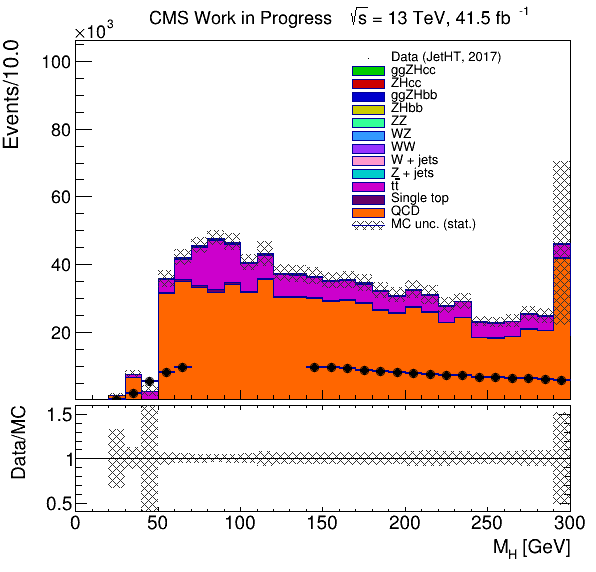 CMS Work in Progress √s = 13 TeV, 41.5 fb -1
×10³
Events/10.0
100
80
60
40
20
Data (JetHT, 2017)
ggZHcc
ZHcc
ggZHbb
ZHbb
ZZ
WZ
WW
W + jets
Z + jets
tt̅
Single top
QCD
MC unc. (stat.)
Data/MC
1.5
1
0.5
0 50 100 150 200 250 300
M_H [GeV]